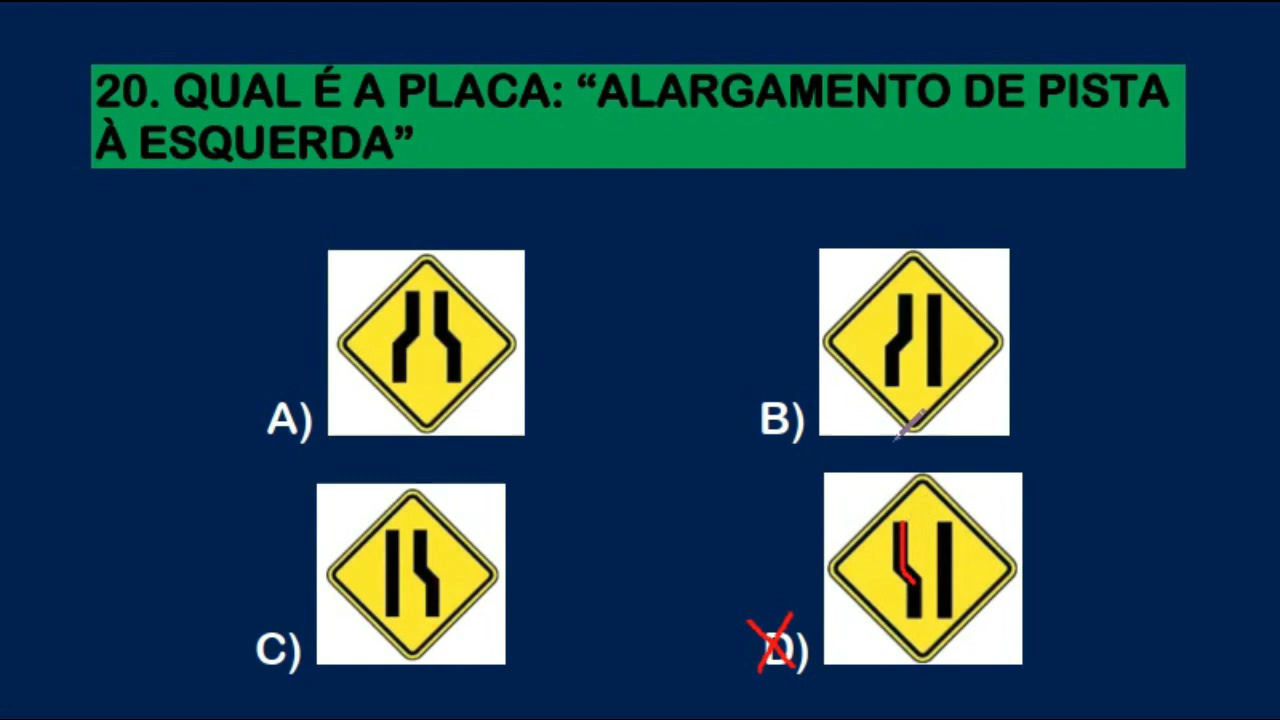 20. QUAL É A PLACA: “ALARGAMENTO DE PISTA
À ESQUERDA”
A)
B)
C)
D)